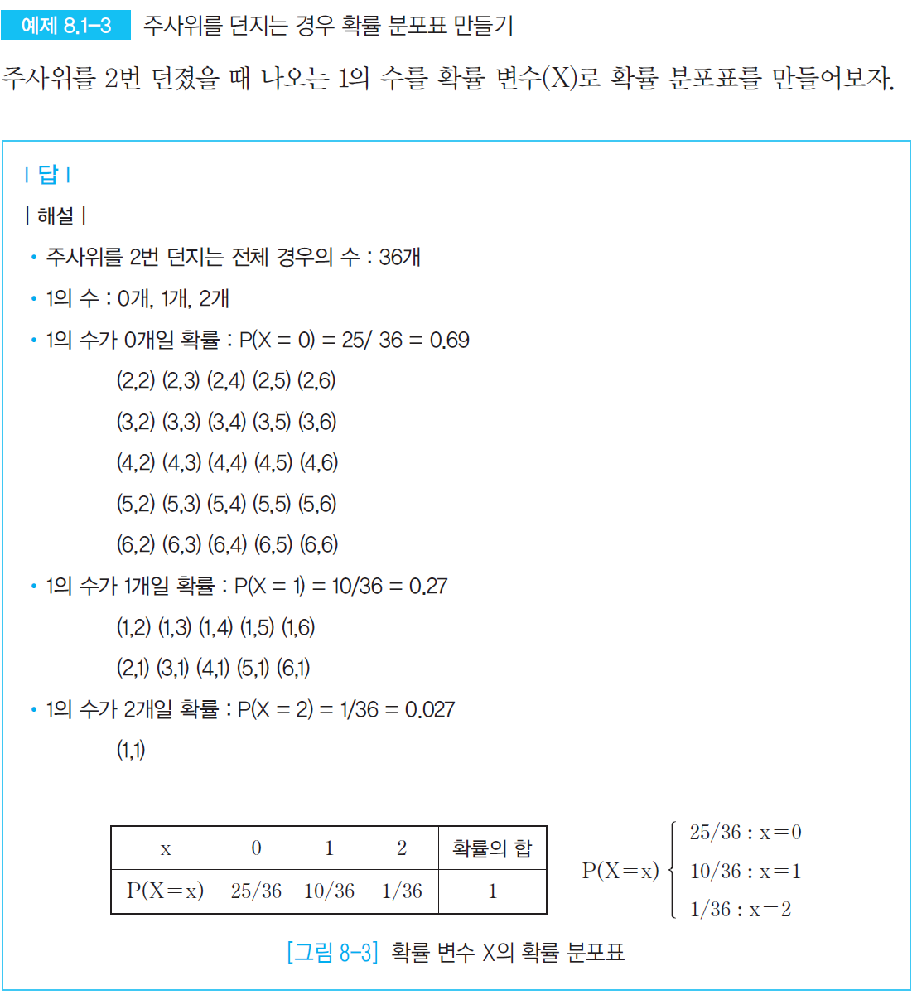 예제 8.1-3 주사위를 던지는 경우 확률 분포표 만들기
주사위를 2번 던졌을 때 나오는 1의 수를 확률 변수(X)로 확률 분포표를 만들어보자.
| 답 |
| 해설 |
• 주사위를 2번 던지는 전체 경우의 수 : 36개
• 1의 수 : 0개, 1개, 2개
• 1의 수가 0개일 확률 : P(X = 0) = 25/ 36 = 0.69
(2,2) (2,3) (2,4) (2,5) (2,6)
(3,2) (3,3) (3,4) (3,5) (3,6)
(4,2) (4,3) (4,4) (4,5) (4,6)
(5,2) (5,3) (5,4) (5,5) (5,6)
(6,2) (6,3) (6,4) (6,5) (6,6)
• 1의 수가 1개일 확률 : P(X = 1) = 10/36 = 0.27
(1,2) (1,3) (1,4) (1,5) (1,6)
(2,1) (3,1) (4,1) (5,1) (6,1)
• 1의 수가 2개일 확률 : P(X = 2) = 1/36 = 0.027
(1,1)
x 0 1 2 확률의 합
P(X=x) 25/36 10/36 1/36 1
25/36 : x=0
P(X=x) { 10/36 : x=1
1/36 : x=2
[그림 8-3] 확률 변수 X의 확률 분포표